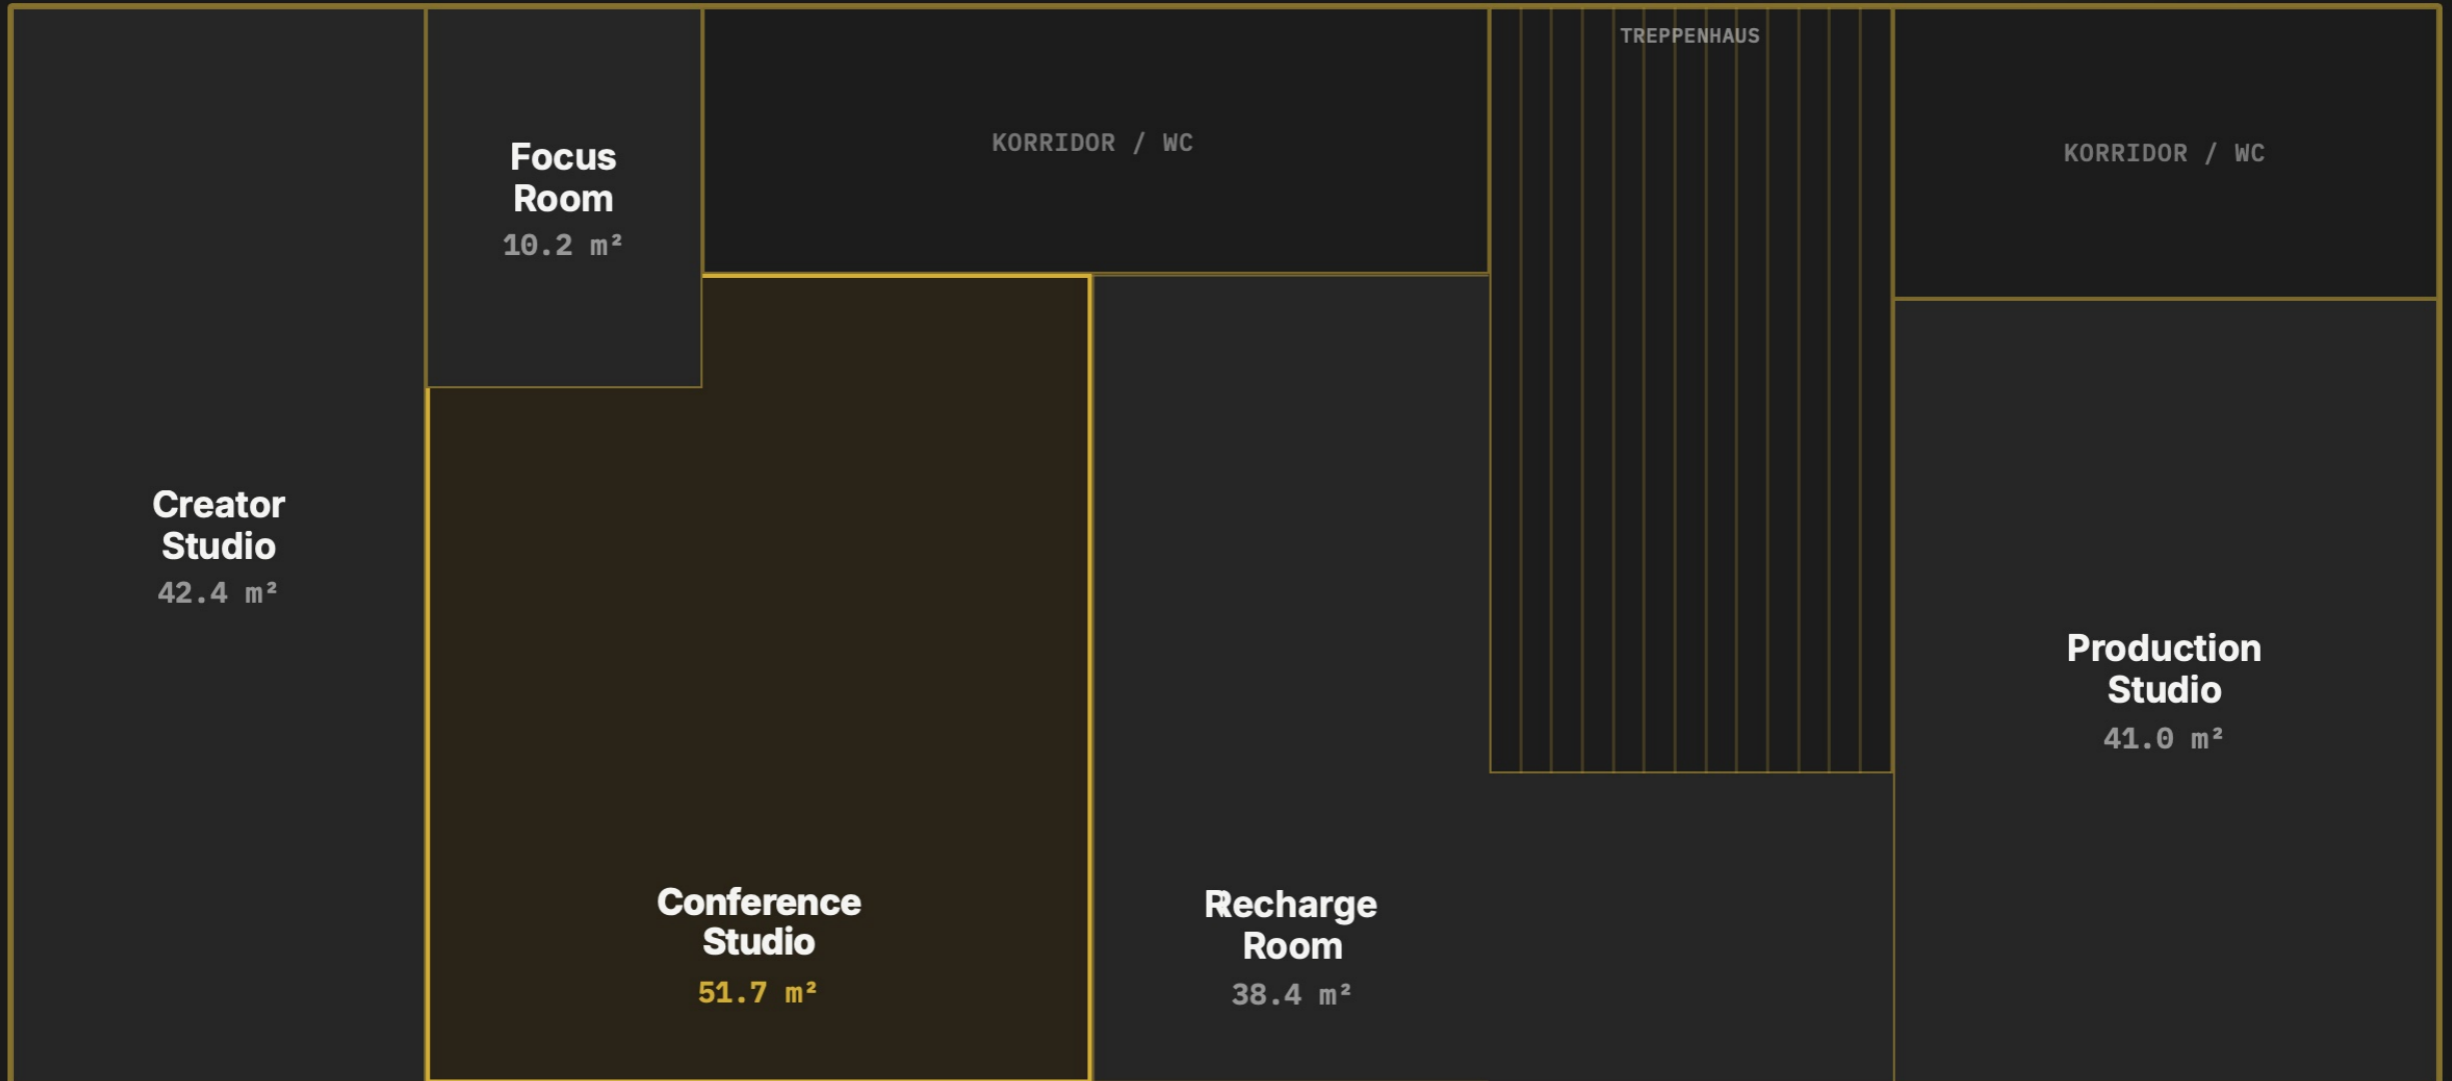 TREPPENHAUS
KORRIDOR / WC
KORRIDOR / WC
Focus
Room
10.2 m²
Creator
Studio
42.4 m²
Production
Studio
41.0 m²
Conference
Studio
51.7 m²
Recharge
Room
38.4 m²